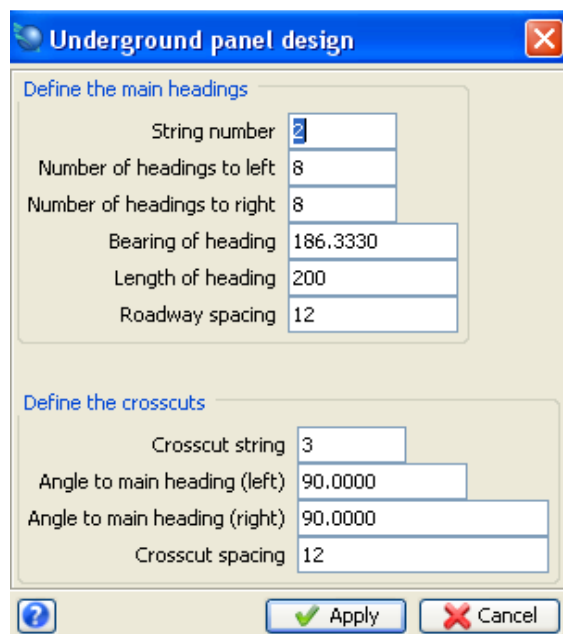 Underground panel design
Define the main headings
String number 2
Number of headings to left 8
Number of headings to right 8
Bearing of heading 186.3330
Length of heading 200
Roadway spacing 12
Define the crosscuts
Crosscut string 3
Angle to main heading (left) 90.0000
Angle to main heading (right) 90.0000
Crosscut spacing 12
? Apply Cancel